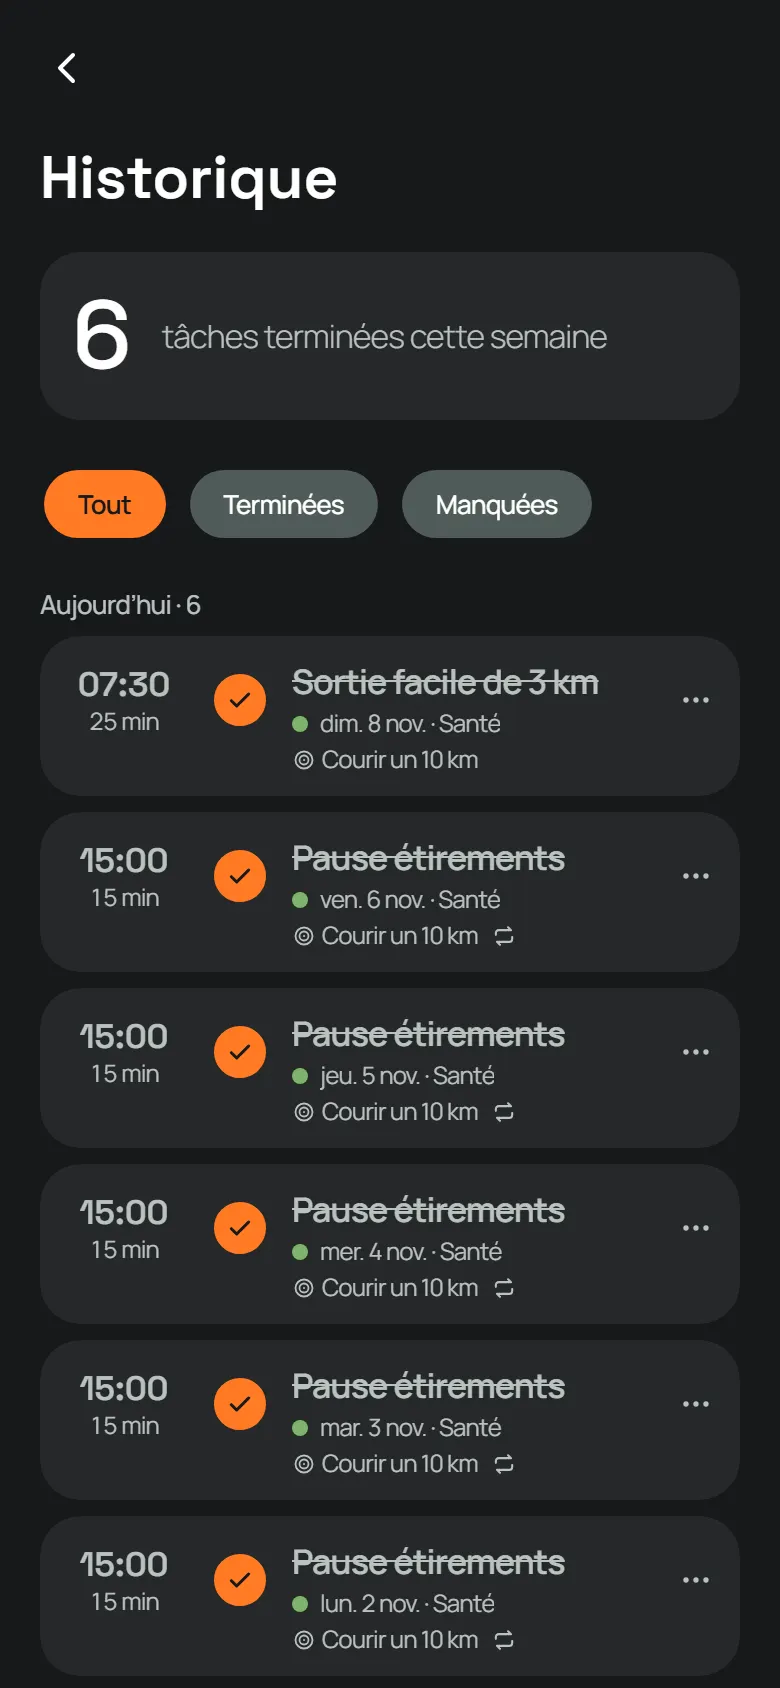 Historique
6 tâches terminées cette semaine
Tout Terminées Manquées
Aujourd’hui · 6
07:30 Sortie facile de 3 km
25 min dim. 8 nov. · Santé
Courir un 10 km
15:00 Pause étirements
15 min ven. 6 nov. · Santé
Courir un 10 km
15:00 Pause étirements
15 min jeu. 5 nov. · Santé
Courir un 10 km
15:00 Pause étirements
15 min mer. 4 nov. · Santé
Courir un 10 km
15:00 Pause étirements
15 min mar. 3 nov. · Santé
Courir un 10 km
15:00 Pause étirements
15 min lun. 2 nov. · Santé
Courir un 10 km